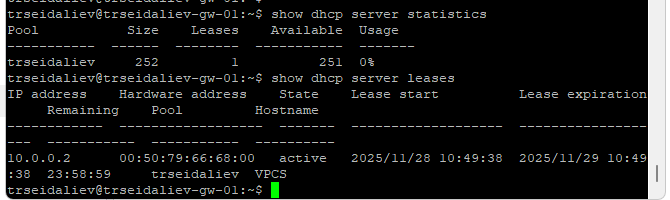 trseidaliev@trseidaliev-gw-01:~$ show dhcp server statistics
Pool           Size    Leases    Available  Usage
-----------  ------  --------  -----------  -------
trseidaliev     252         1          251  0%
trseidaliev@trseidaliev-gw-01:~$ show dhcp server leases
IP address    Hardware address    State    Lease start          Lease expiration
     Remaining    Pool         Hostname
------------  ------------------  -------  -------------------  ----------------
---  -----------  -----------  ----------
10.0.0.2      00:50:79:66:68:00   active   2025/11/28 10:49:38  2025/11/29 10:49
:38  23:58:59     trseidaliev  VPCS
trseidaliev@trseidaliev-gw-01:~$